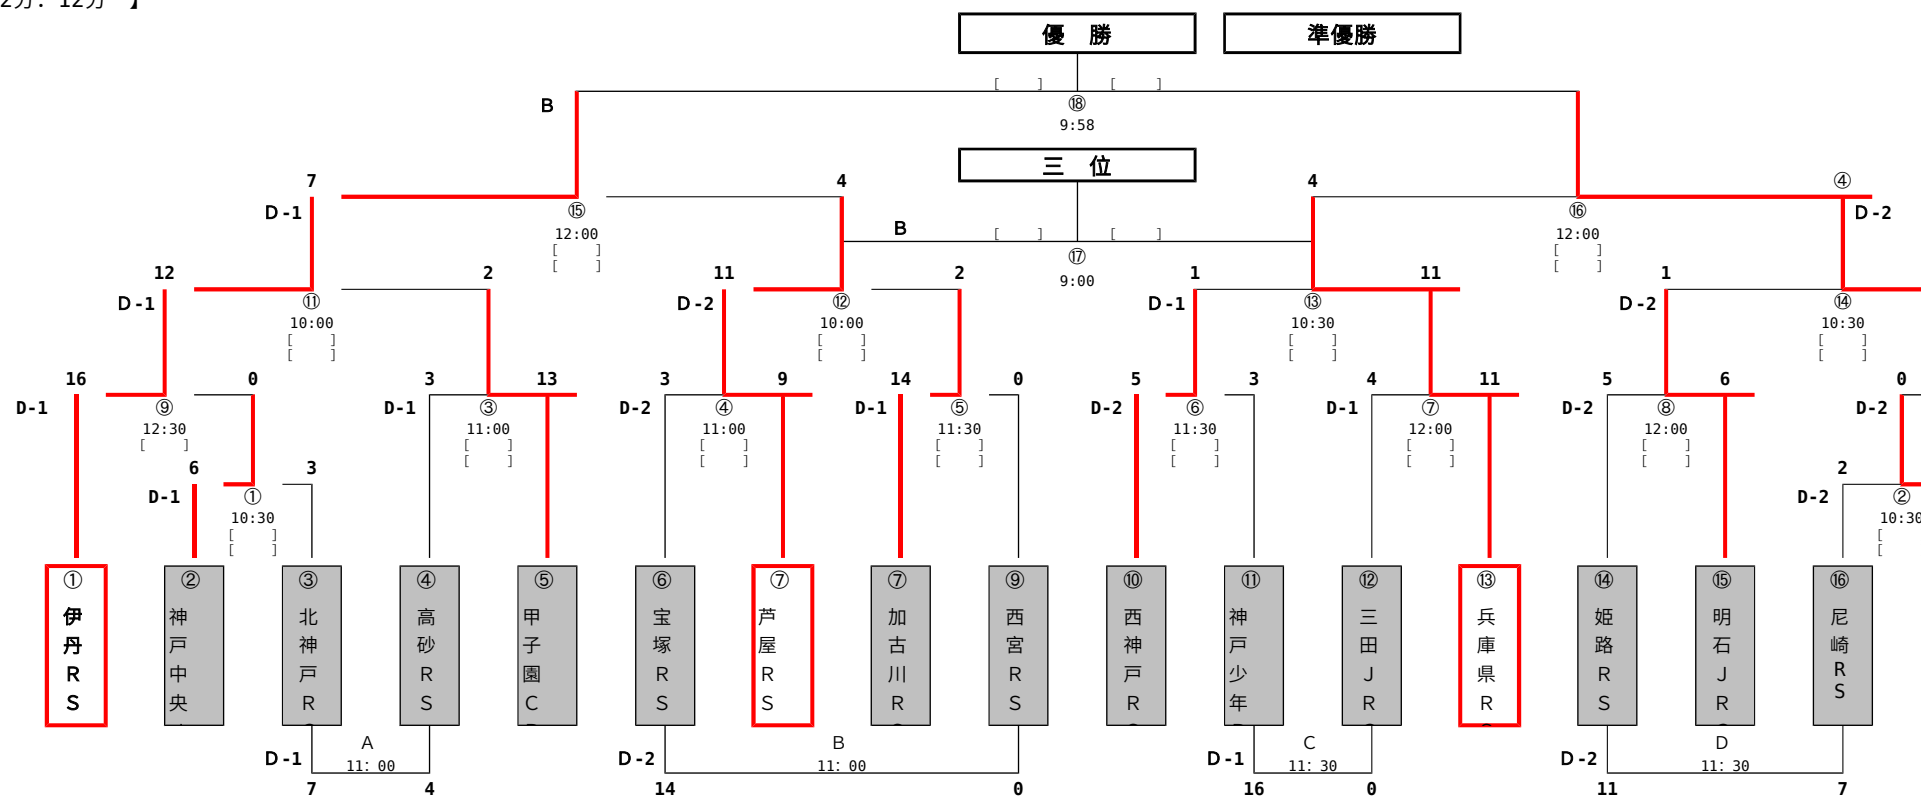 2分：12分　】
優　勝
準優勝
[　　] [　　]
B
⑱
9:58
三　位
7
4
4
④
D-1
⑮
12:00
[　　]
[　　]
B
[　　] [　　]
⑰
9:00
⑯
12:00
[　　]
[　　]
D-2
12
2
11
2
1
11
1
D-1
⑪
10:00
[　　]
[　　]
D-2
⑫
10:00
[　　]
[　　]
D-1
⑬
10:30
[　　]
[　　]
D-2
⑭
10:30
[　　]
[　　]
16
0
3
13
3
9
14
0
5
3
4
11
5
6
0
D-1
⑨
12:30
[　　]
D-1
③
11:00
[　　]
[　　]
D-2
④
11:00
[　　]
[　　]
D-1
⑤
11:30
[　　]
[　　]
D-2
⑥
11:30
[　　]
[　　]
D-1
⑦
12:00
[　　]
[　　]
D-2
⑧
12:00
[　　]
[　　]
D-2
6
3
D-1
①
10:30
[　　]
[　　]
2
D-2
②
10:30
[
[
① 伊丹RS
② 神戸中央
③ 北神戸R
④ 高砂RS
⑤ 甲子園C
⑥ 宝塚RS
⑦ 芦屋RS
⑦ 加古川R
⑨ 西宮RS
⑩ 西神戸R
⑪ 神戸少年
⑫ 三田JR
⑬ 兵庫県R
⑭ 姫路RS
⑮ 明石JR
⑯ 尼崎RS
D-1
A
11：00
7
4
D-2
B
11：00
14
0
D-1
C
11：30
16
0
D-2
D
11：30
11
7